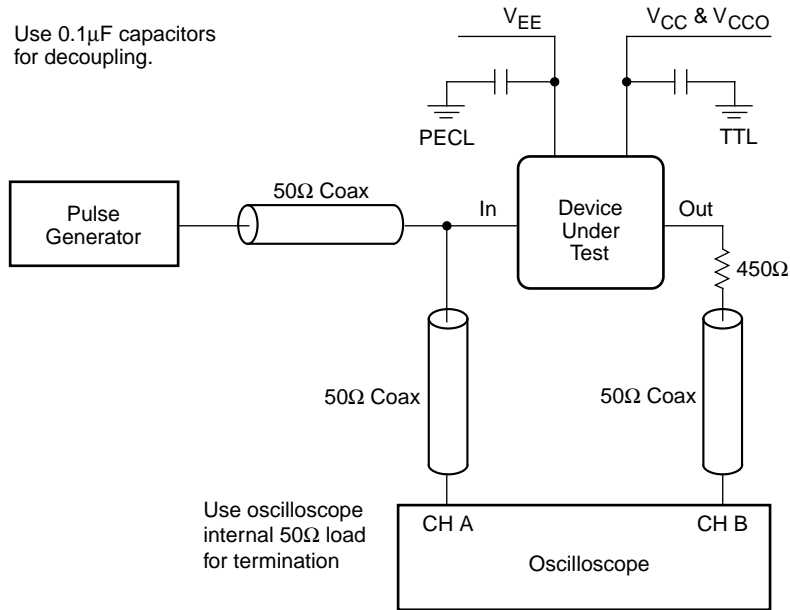 Use 0.1μF capacitors
for decoupling.
VEE
VCC & VCCO
PECL
TTL
Pulse
Generator
50Ω Coax
In
Device
Under
Test
Out
450Ω
50Ω Coax
50Ω Coax
Use oscilloscope
internal 50Ω load
for termination
CH A
CH B
Oscilloscope